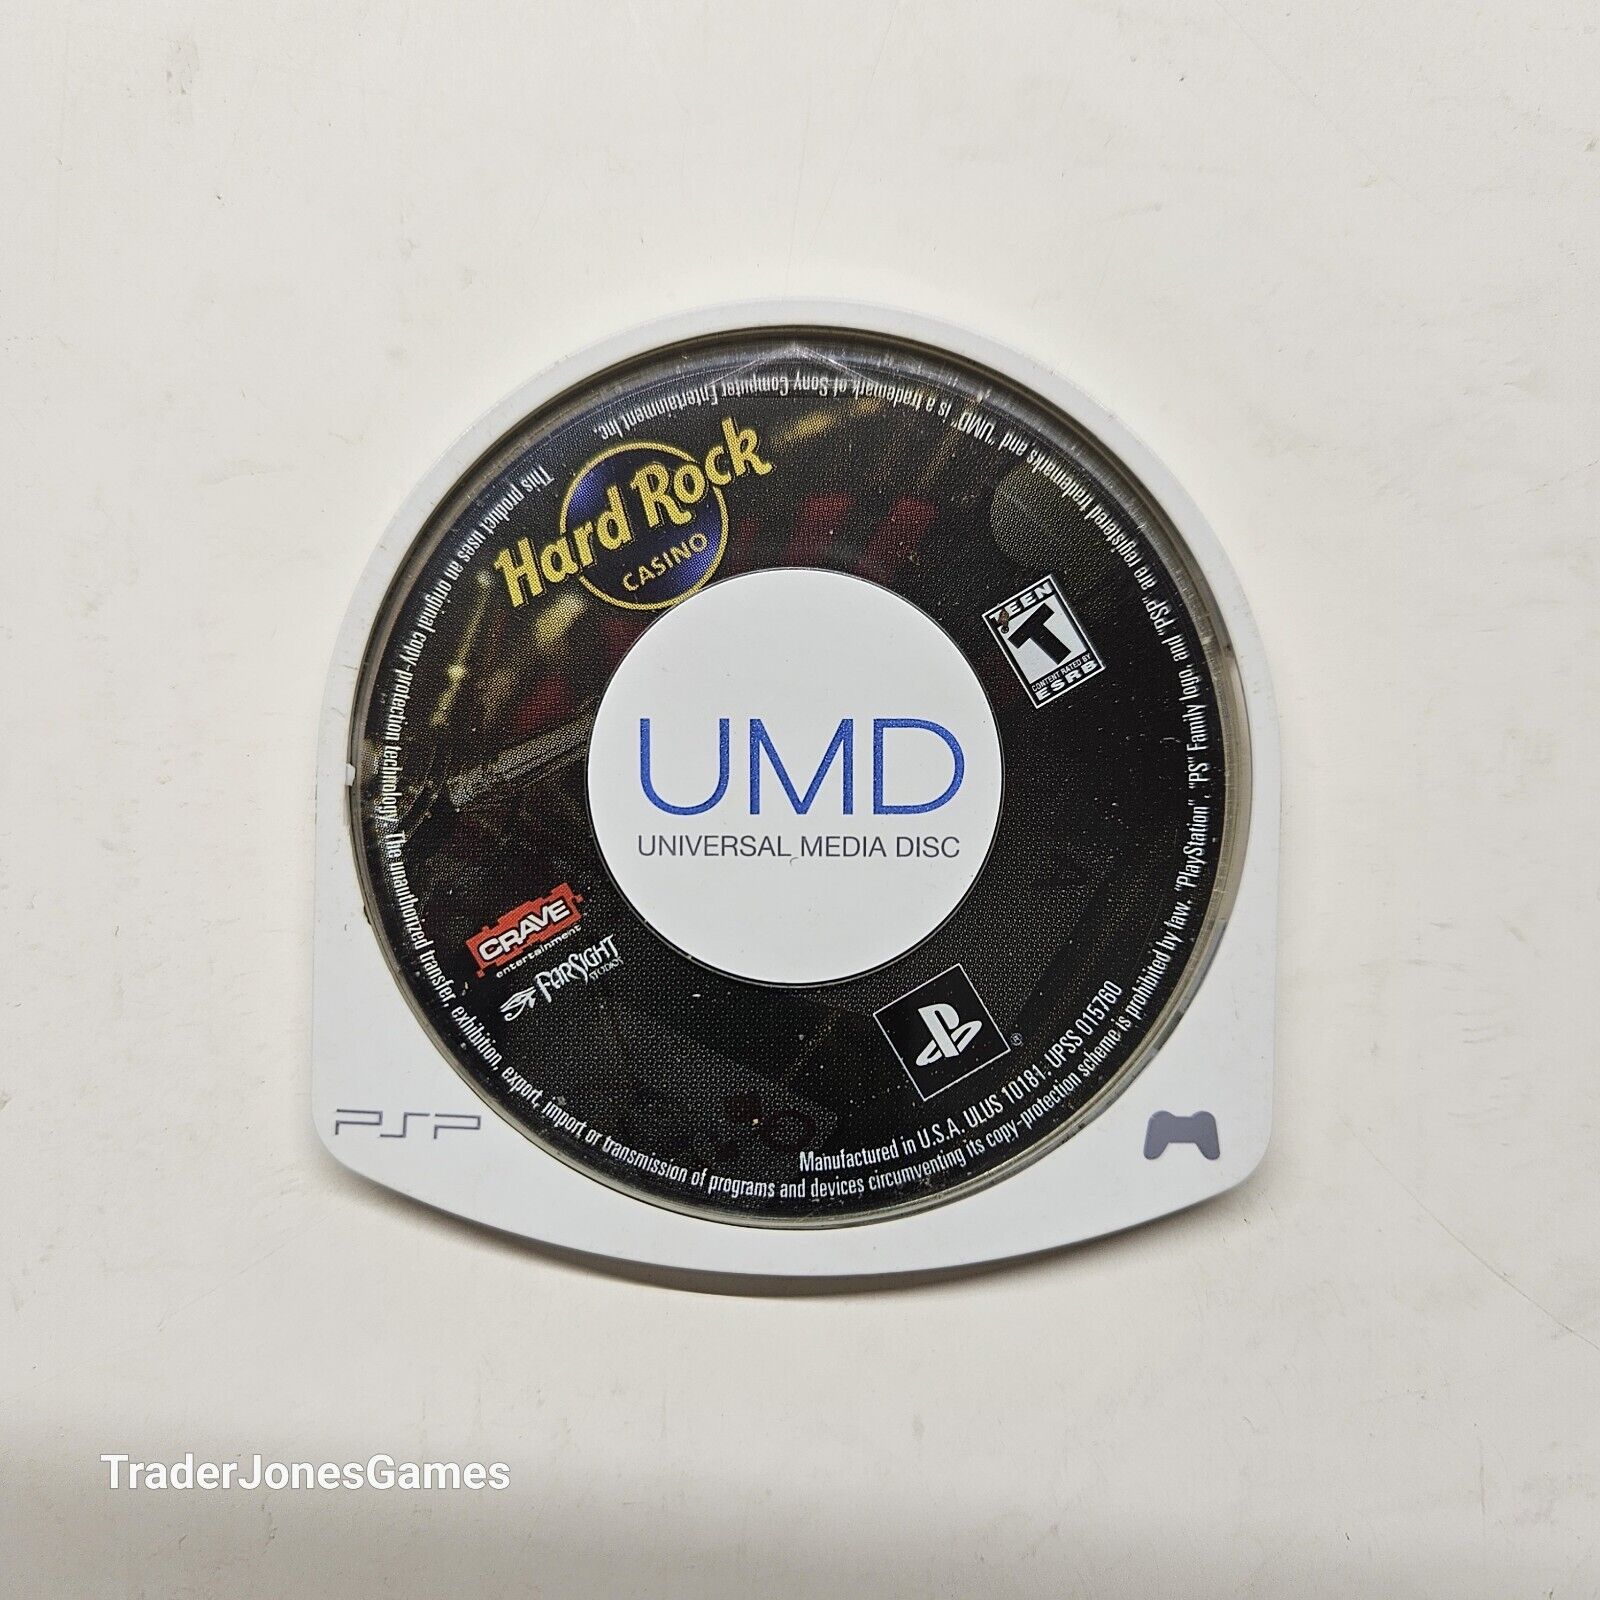 Hard Rock
CASINO
TEEN
T
CONTENT RATED BY
ESRB
UMD
UNIVERSAL MEDIA DISC
CRAVE
entertainment
FARSIGHT
STUDIOS
®
Manufactured in U.S.A. ULUS 10181, UPSS 015760
This product uses an original copy-protection technology. The unauthorized transfer, exhibition, export, import or transmission of programs and devices circumventing its copy-protection scheme is prohibited by law. "PlayStation", "PS" Family logo, and "PSP" are registered Trademarks and "UMD" is a trademark of Sony Computer Entertainment Inc.
PSP
TraderJonesGames